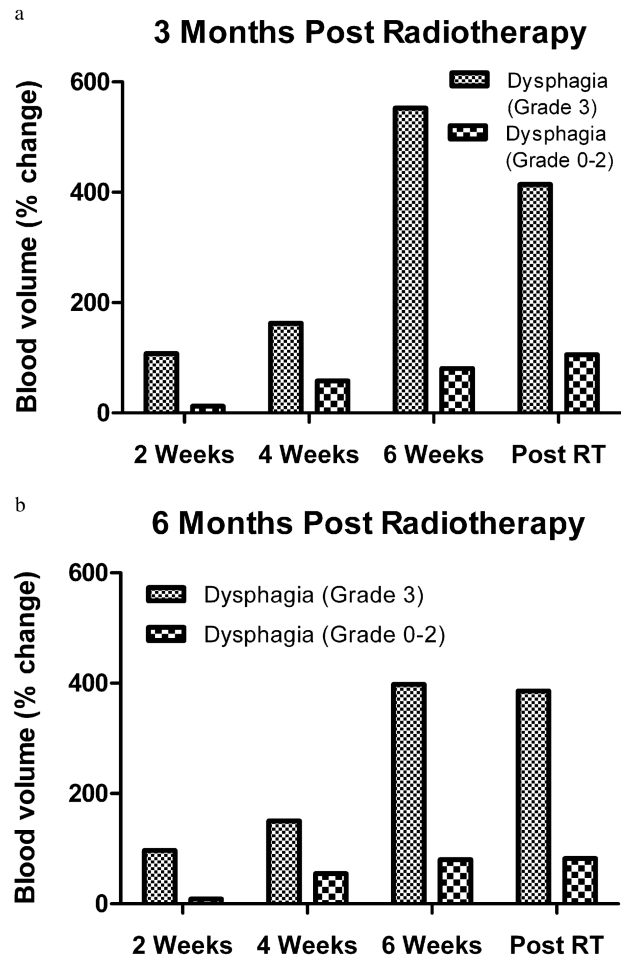 a
3 Months Post Radiotherapy
Blood volume (% change)
600
400
200
0
Dysphagia
(Grade 3)
Dysphagia
(Grade 0-2)
2 Weeks 4 Weeks 6 Weeks Post RT
b
6 Months Post Radiotherapy
Blood volume (% change)
600
400
200
0
Dysphagia (Grade 3)
Dysphagia (Grade 0-2)
2 Weeks 4 Weeks 6 Weeks Post RT